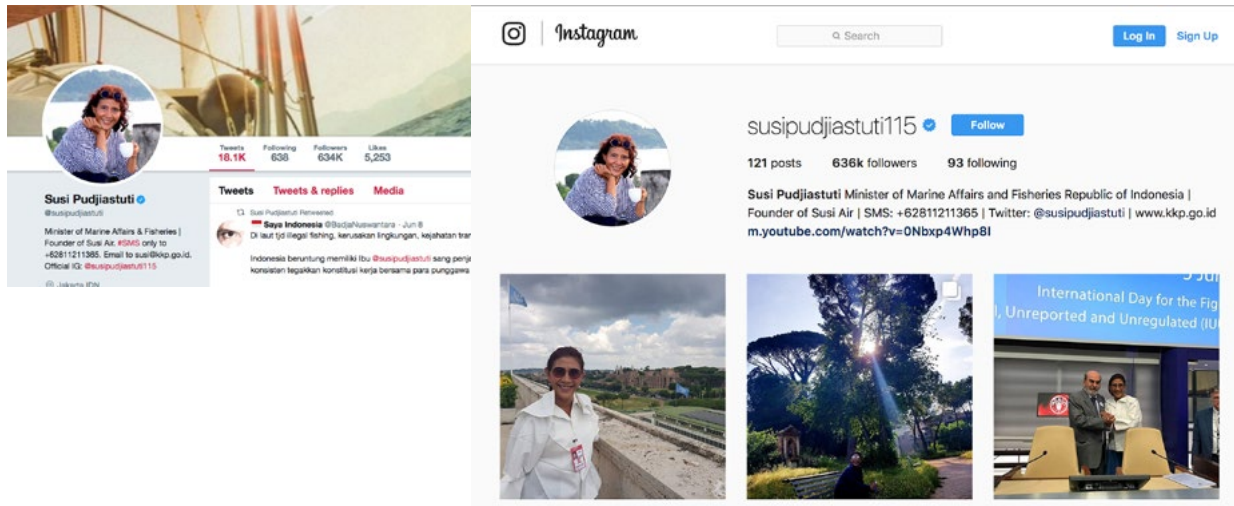 Tweets Following Followers Likes
18.1K 638 634K 5,253
Tweets Tweets & replies Media
Susi Pudjiastuti
@susipudjiastuti
Minister of Marine Affairs & Fisheries |
Founder of Susi Air. #SMS only to
+62811211365. Email to susi@kkp.go.id.
Official IG: @susipudjiastuti115
Jakarta IDN
Susi Pudjiastuti Retweeted
Saya Indonesia @BadjaNuswantara · Jun 8
Di laut tjd illegal fishing, kerusakan lingkungan, kejahatan tran
Indonesia beruntung memiliki Ibu @susipudjiastuti sang penj
konsisten tegakkan konstitusi kerja bersama para punggawa
Instagram
Search
Log In Sign Up
susipudjiastuti115 Follow
121 posts 636k followers 93 following
Susi Pudjiastuti Minister of Marine Affairs and Fisheries Republic of Indonesia |
Founder of Susi Air | SMS: +62811211365 | Twitter: @susipudjiastuti | www.kkp.go.id
m.youtube.com/watch?v=0Nbxp4Whp8I
International Day for the Fig
, Unreported and Unregulated (IU